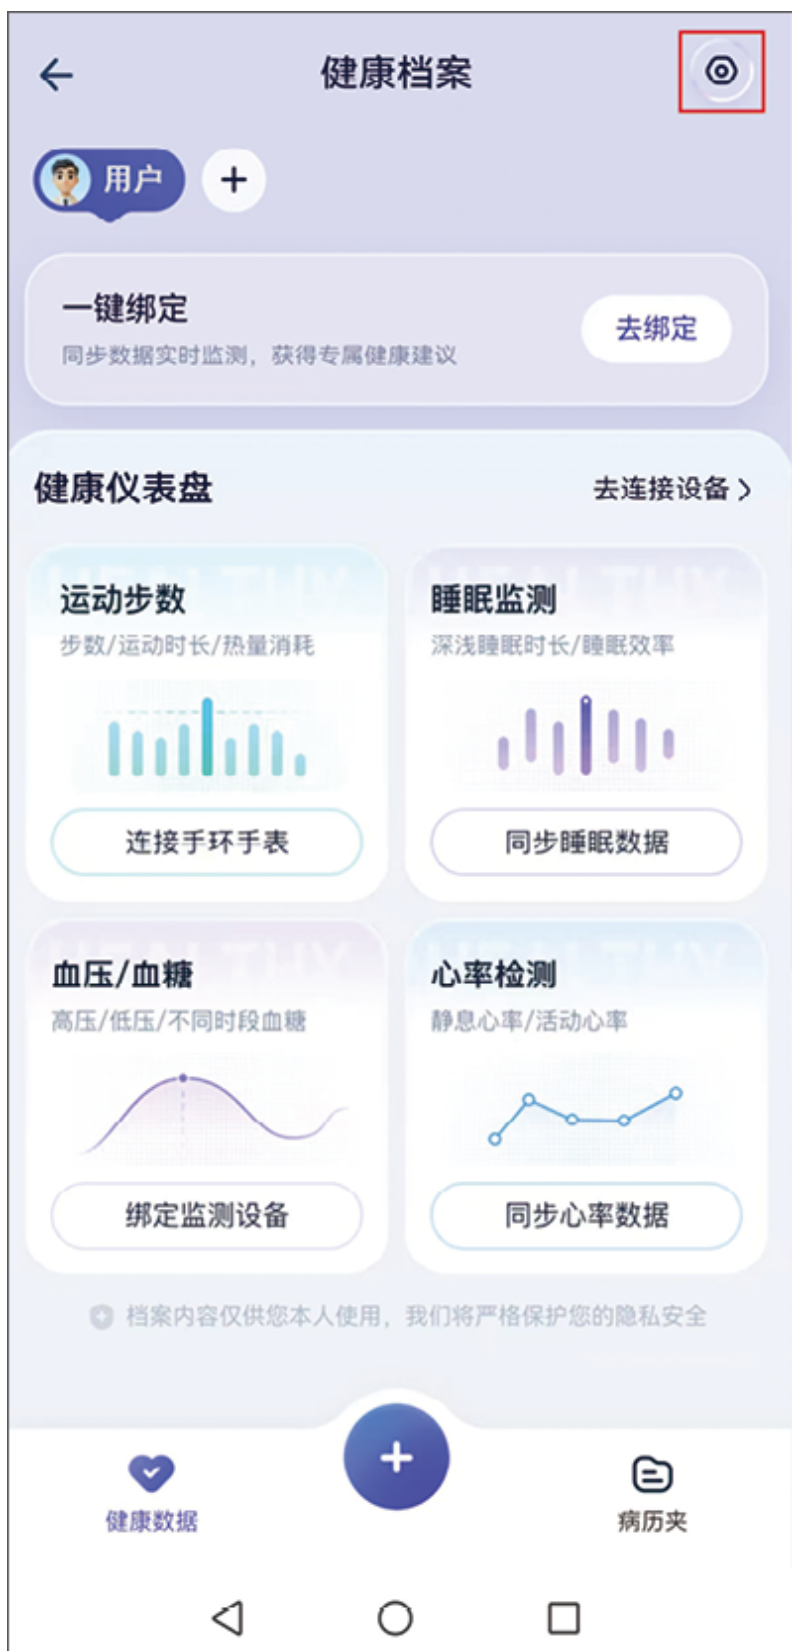 健康档案
用户
一键绑定
去绑定
同步数据实时监测，获得专属健康建议
健康仪表盘
去连接设备
运动步数
步数/运动时长/热量消耗
连接手环手表
睡眠监测
深浅睡眠时长/睡眠效率
同步睡眠数据
血压/血糖
高压/低压/不同时段血糖
绑定监测设备
心率检测
静息心率/活动心率
同步心率数据
档案内容仅供您本人使用，我们将严格保护您的隐私安全
健康数据
病历夹